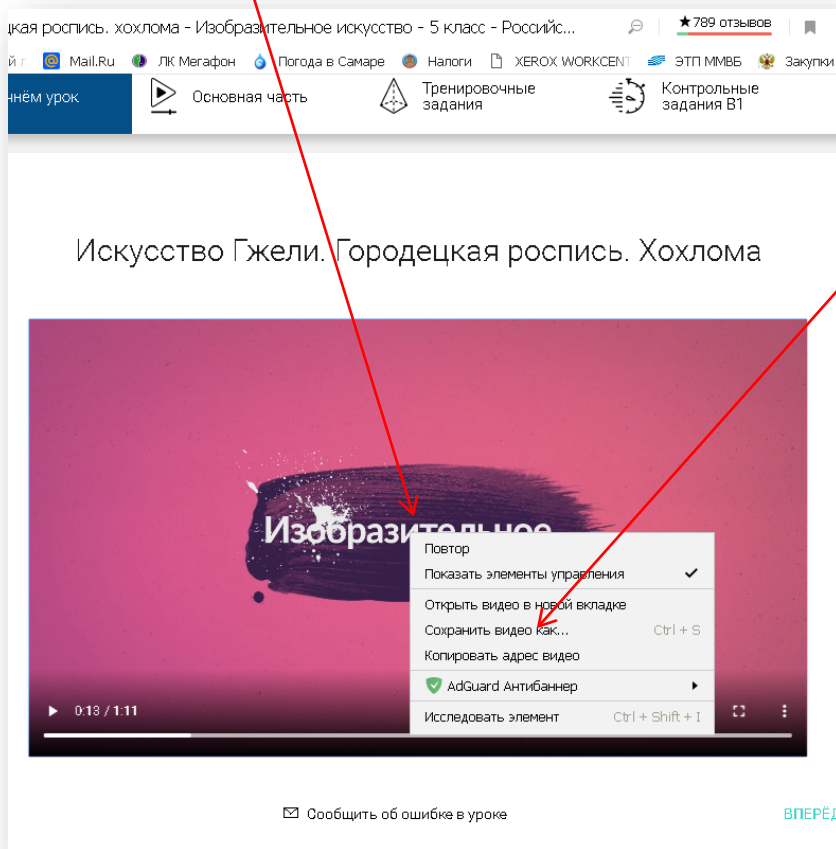 цкая роспись. хохлома - Изобразительное искусство - 5 класс - Российс...
★789 отзывов
й г
Mail.Ru
ЛК Мегафон
Погода в Самаре
Налоги
XEROX WORKCENT
ЭТП ММВБ
Закупки
чнём урок
Основная часть
Тренировочные
задания
Контрольные
задания В1
Искусство Гжели. Городецкая роспись. Хохлома
Изобразительное
Повтор
Показать элементы управления
Открыть видео в новой вкладке
Сохранить видео как... Ctrl + S
Копировать адрес видео
AdGuard Антибаннер
Исследовать элемент Ctrl + Shift + I
0:13 / 1:11
Сообщить об ошибке в уроке
ВПЕРЁД